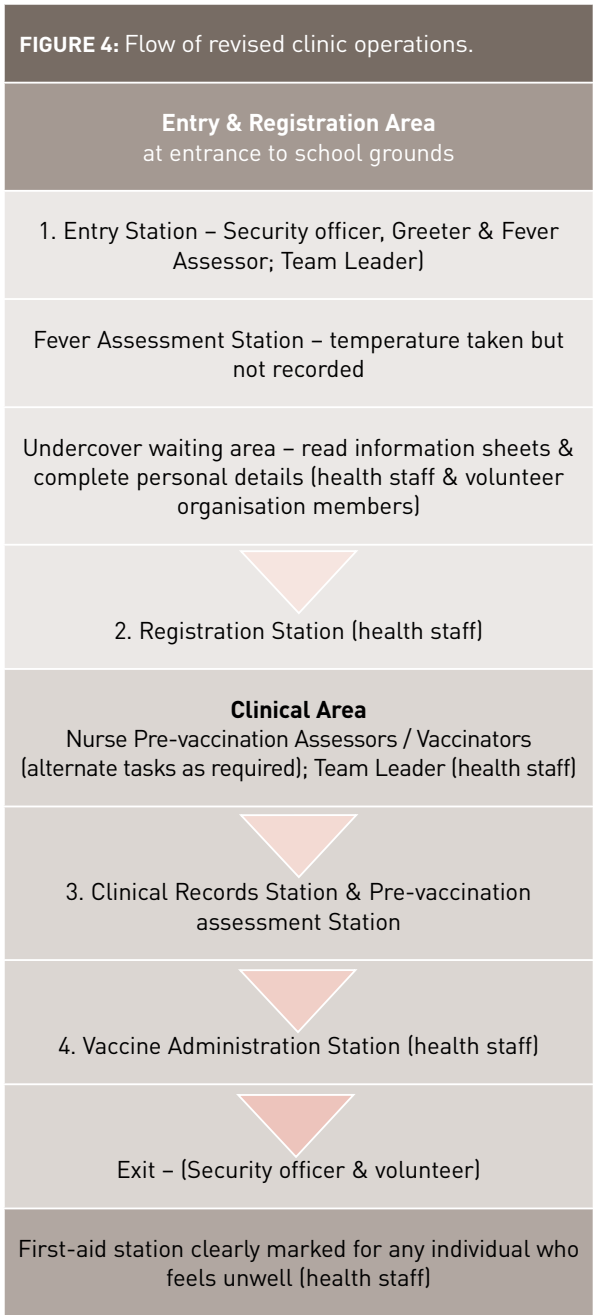 FIGURE 4: Flow of revised clinic operations.
Entry & Registration Area
at entrance to school grounds
1. Entry Station – Security officer, Greeter & Fever
Assessor; Team Leader)
Fever Assessment Station – temperature taken but
not recorded
Undercover waiting area – read information sheets &
complete personal details (health staff & volunteer
organisation members)
2. Registration Station (health staff)
Clinical Area
Nurse Pre-vaccination Assessors / Vaccinators
(alternate tasks as required); Team Leader (health staff)
3. Clinical Records Station & Pre-vaccination
assessment Station
4. Vaccine Administration Station (health staff)
Exit – (Security officer & volunteer)
First-aid station clearly marked for any individual who
feels unwell (health staff)